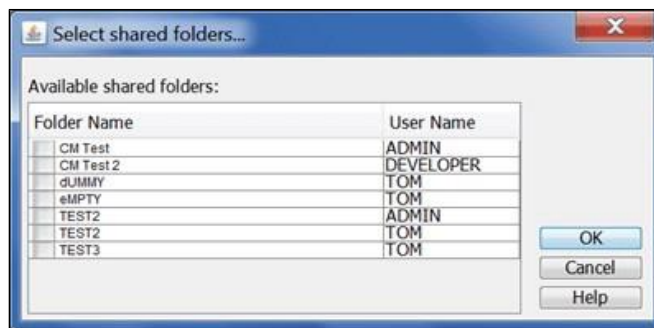 Select shared folders...
Available shared folders:
Folder Name User Name
CM Test ADMIN
CM Test 2 DEVELOPER
dUMMY TOM
eMPTY TOM
TEST2 ADMIN
TEST2 TOM
TEST3 TOM
OK
Cancel
Help